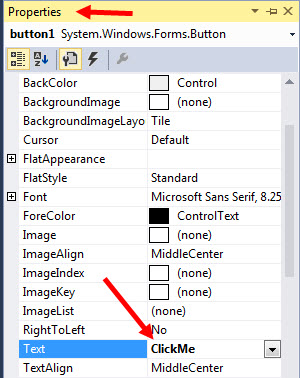 Properties
button1 System.Windows.Forms.Button
BackColor Control
BackgroundImage (none)
BackgroundImageLayo Tile
Cursor Default
FlatAppearance
FlatStyle Standard
Font Microsoft Sans Serif, 8.25
ForeColor ControlText
Image (none)
ImageAlign MiddleCenter
ImageIndex (none)
ImageKey (none)
ImageList (none)
RightToLeft No
Text ClickMe
TextAlign MiddleCenter